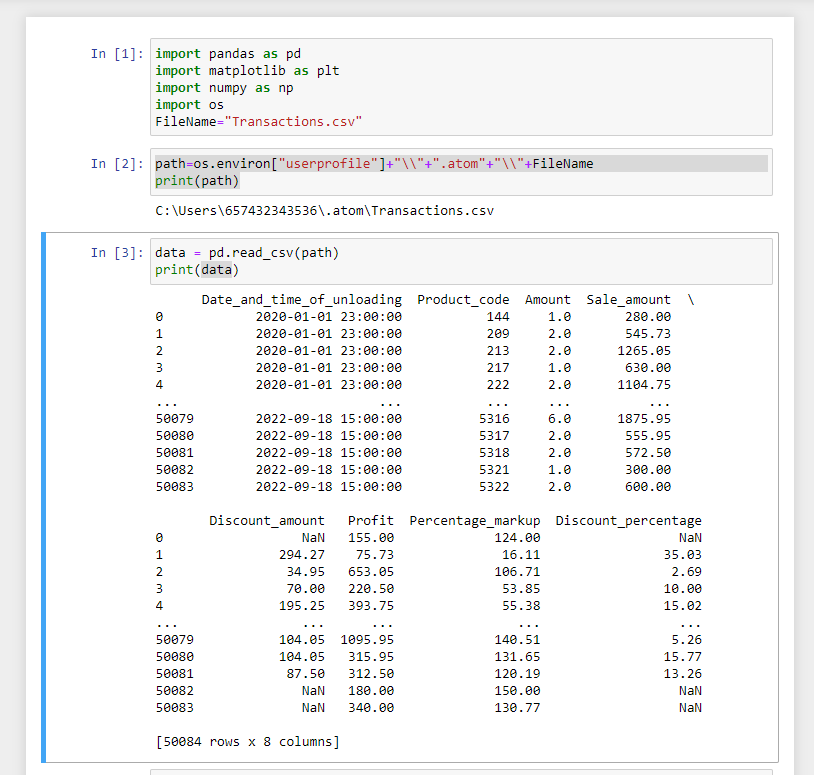 In [1]: import pandas as pd
import matplotlib as plt
import numpy as np
import os
FileName="Transactions.csv"
In [2]: path=os.environ["userprofile"]+"\\"+".atom"+"\\"+FileName
print(path)
C:\Users\657432343536\.atom\Transactions.csv
In [3]: data = pd.read_csv(path)
print(data)
Date_and_time_of_unloading Product_code Amount Sale_amount \
0 2020-01-01 23:00:00 144 1.0 280.00
1 2020-01-01 23:00:00 209 2.0 545.73
2 2020-01-01 23:00:00 213 2.0 1265.05
3 2020-01-01 23:00:00 217 1.0 630.00
4 2020-01-01 23:00:00 222 2.0 1104.75
... ... ... ... ...
50079 2022-09-18 15:00:00 5316 6.0 1875.95
50080 2022-09-18 15:00:00 5317 2.0 555.95
50081 2022-09-18 15:00:00 5318 2.0 572.50
50082 2022-09-18 15:00:00 5321 1.0 300.00
50083 2022-09-18 15:00:00 5322 2.0 600.00
Discount_amount Profit Percentage_markup Discount_percentage
0 NaN 155.00 124.00 NaN
1 294.27 75.73 16.11 35.03
2 34.95 653.05 106.71 2.69
3 70.00 220.50 53.85 10.00
4 195.25 393.75 55.38 15.02
... ... ... ... ...
50079 104.05 1095.95 140.51 5.26
50080 104.05 315.95 131.65 15.77
50081 87.50 312.50 120.19 13.26
50082 NaN 180.00 150.00 NaN
50083 NaN 340.00 130.77 NaN
[50084 rows x 8 columns]